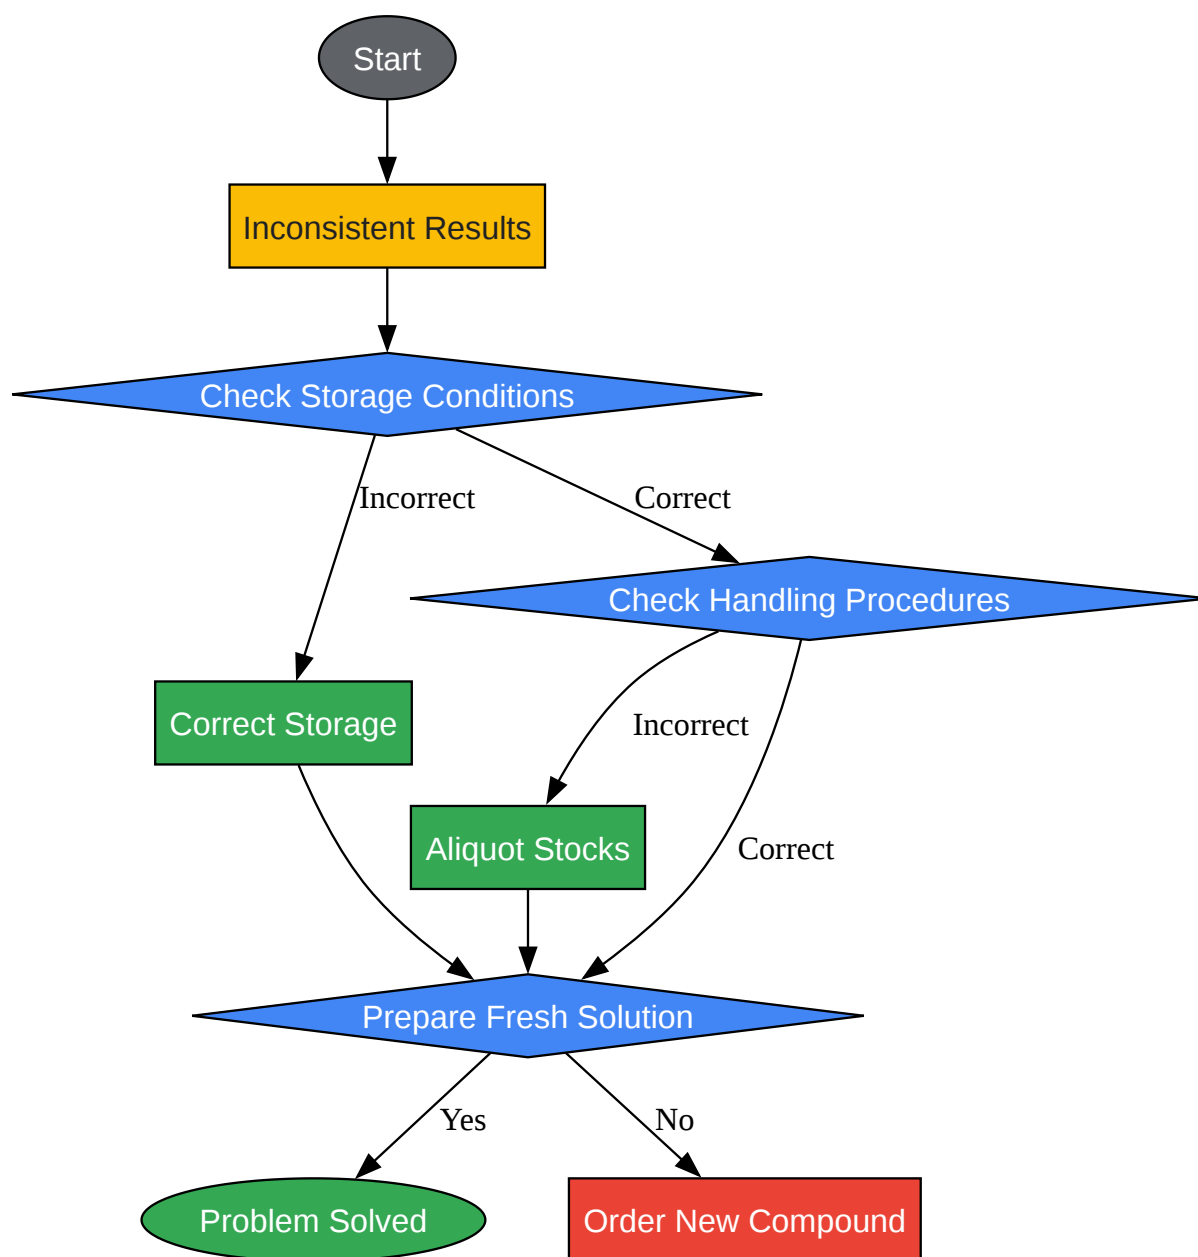 Start
Inconsistent Results
Check Storage Conditions
Incorrect
Correct
Check Handling Procedures
Correct Storage
Incorrect
Aliquot Stocks
Correct
Prepare Fresh Solution
Yes
No
Problem Solved
Order New Compound